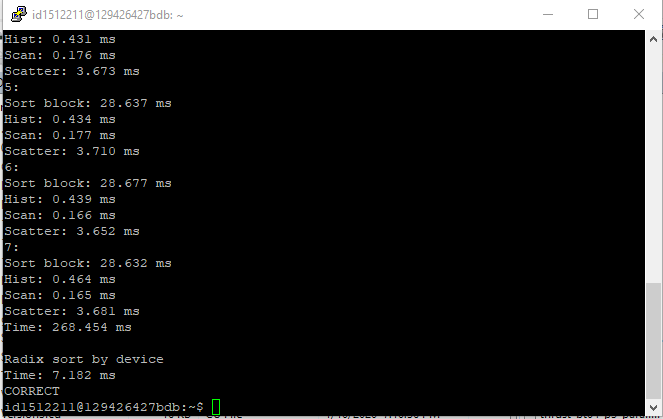 id1512211@129426427bdb: ~
Hist: 0.431 ms
Scan: 0.176 ms
Scatter: 3.673 ms
5:
Sort block: 28.637 ms
Hist: 0.434 ms
Scan: 0.177 ms
Scatter: 3.710 ms
6:
Sort block: 28.677 ms
Hist: 0.439 ms
Scan: 0.166 ms
Scatter: 3.652 ms
7:
Sort block: 28.632 ms
Hist: 0.464 ms
Scan: 0.165 ms
Scatter: 3.681 ms
Time: 268.454 ms
Radix sort by device
Time: 7.182 ms
CORRECT
id1512211@129426427bdb:~$